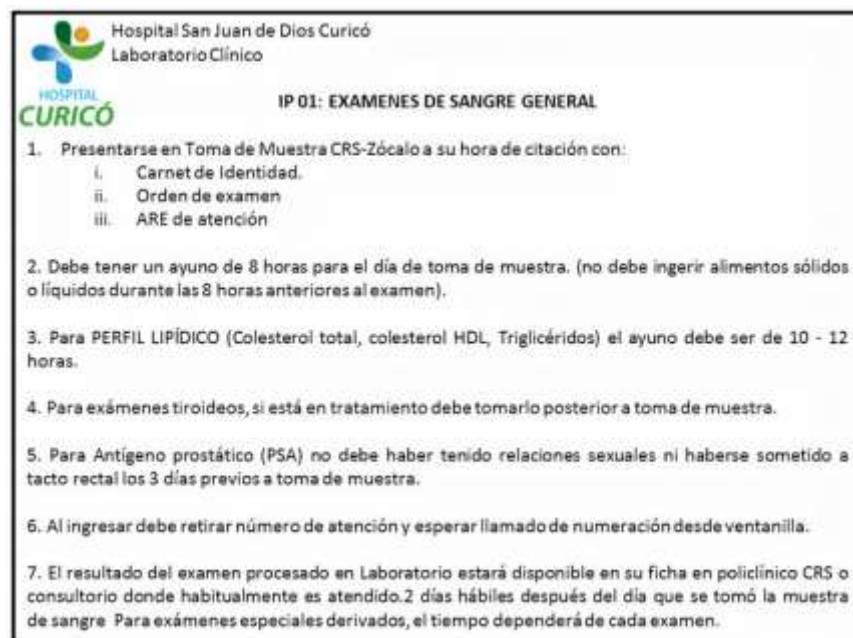 Hospital San Juan de Dios Curicó
Laboratorio Clínico
HOSPITAL
CURICÓ
IP 01: EXAMENES DE SANGRE GENERAL
1. Presentarse en Toma de Muestra CRS-Zócalo a su hora de citación con:
i. Carnet de Identidad.
ii. Orden de examen
iii. ARE de atención
2. Debe tener un ayuno de 8 horas para el día de toma de muestra. (no debe ingerir alimentos sólidos
o líquidos durante las 8 horas anteriores al examen).
3. Para PERFIL LIPÍDICO (Colesterol total, colesterol HDL, Triglicéridos) el ayuno debe ser de 10 - 12
horas.
4. Para exámenes tiroideos, si está en tratamiento debe tomarlo posterior a toma de muestra.
5. Para Antígeno prostático (PSA) no debe haber tenido relaciones sexuales ni haberse sometido a
tacto rectal los 3 días previos a toma de muestra.
6. Al ingresar debe retirar número de atención y esperar llamado de numeración desde ventanilla.
7. El resultado del examen procesado en Laboratorio estará disponible en su ficha en policlínico CRS o
consultorio donde habitualmente es atendido.2 días hábiles después del día que se tomó la muestra
de sangre Para exámenes especiales derivados, el tiempo dependerá de cada examen.